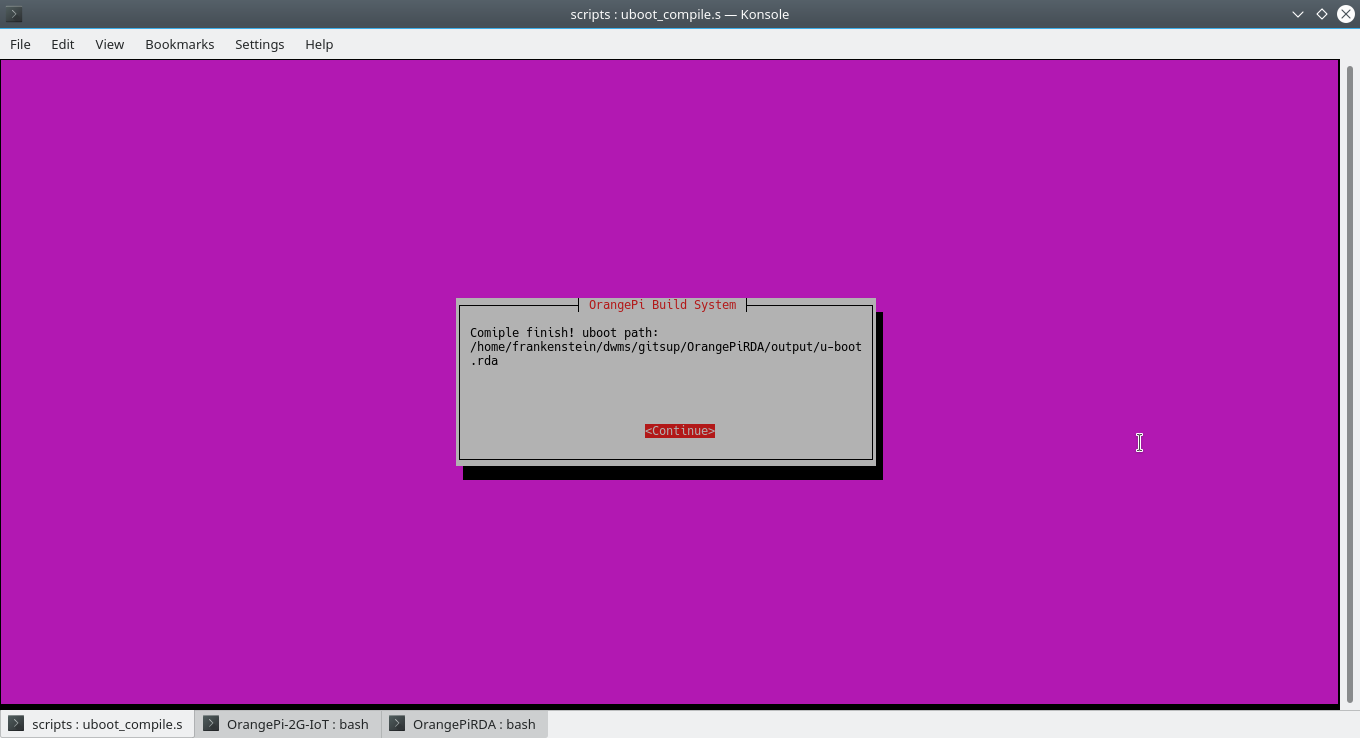 scripts : uboot_compile.s — Konsole
File Edit View Bookmarks Settings Help
OrangePi Build System
Comiple finish! uboot path:
/home/frankenstein/dwms/gitsup/OrangePiRDA/output/u-boot
.rda
<Continue>
scripts : uboot_compile.s OrangePi-2G-IoT : bash OrangePiRDA : bash